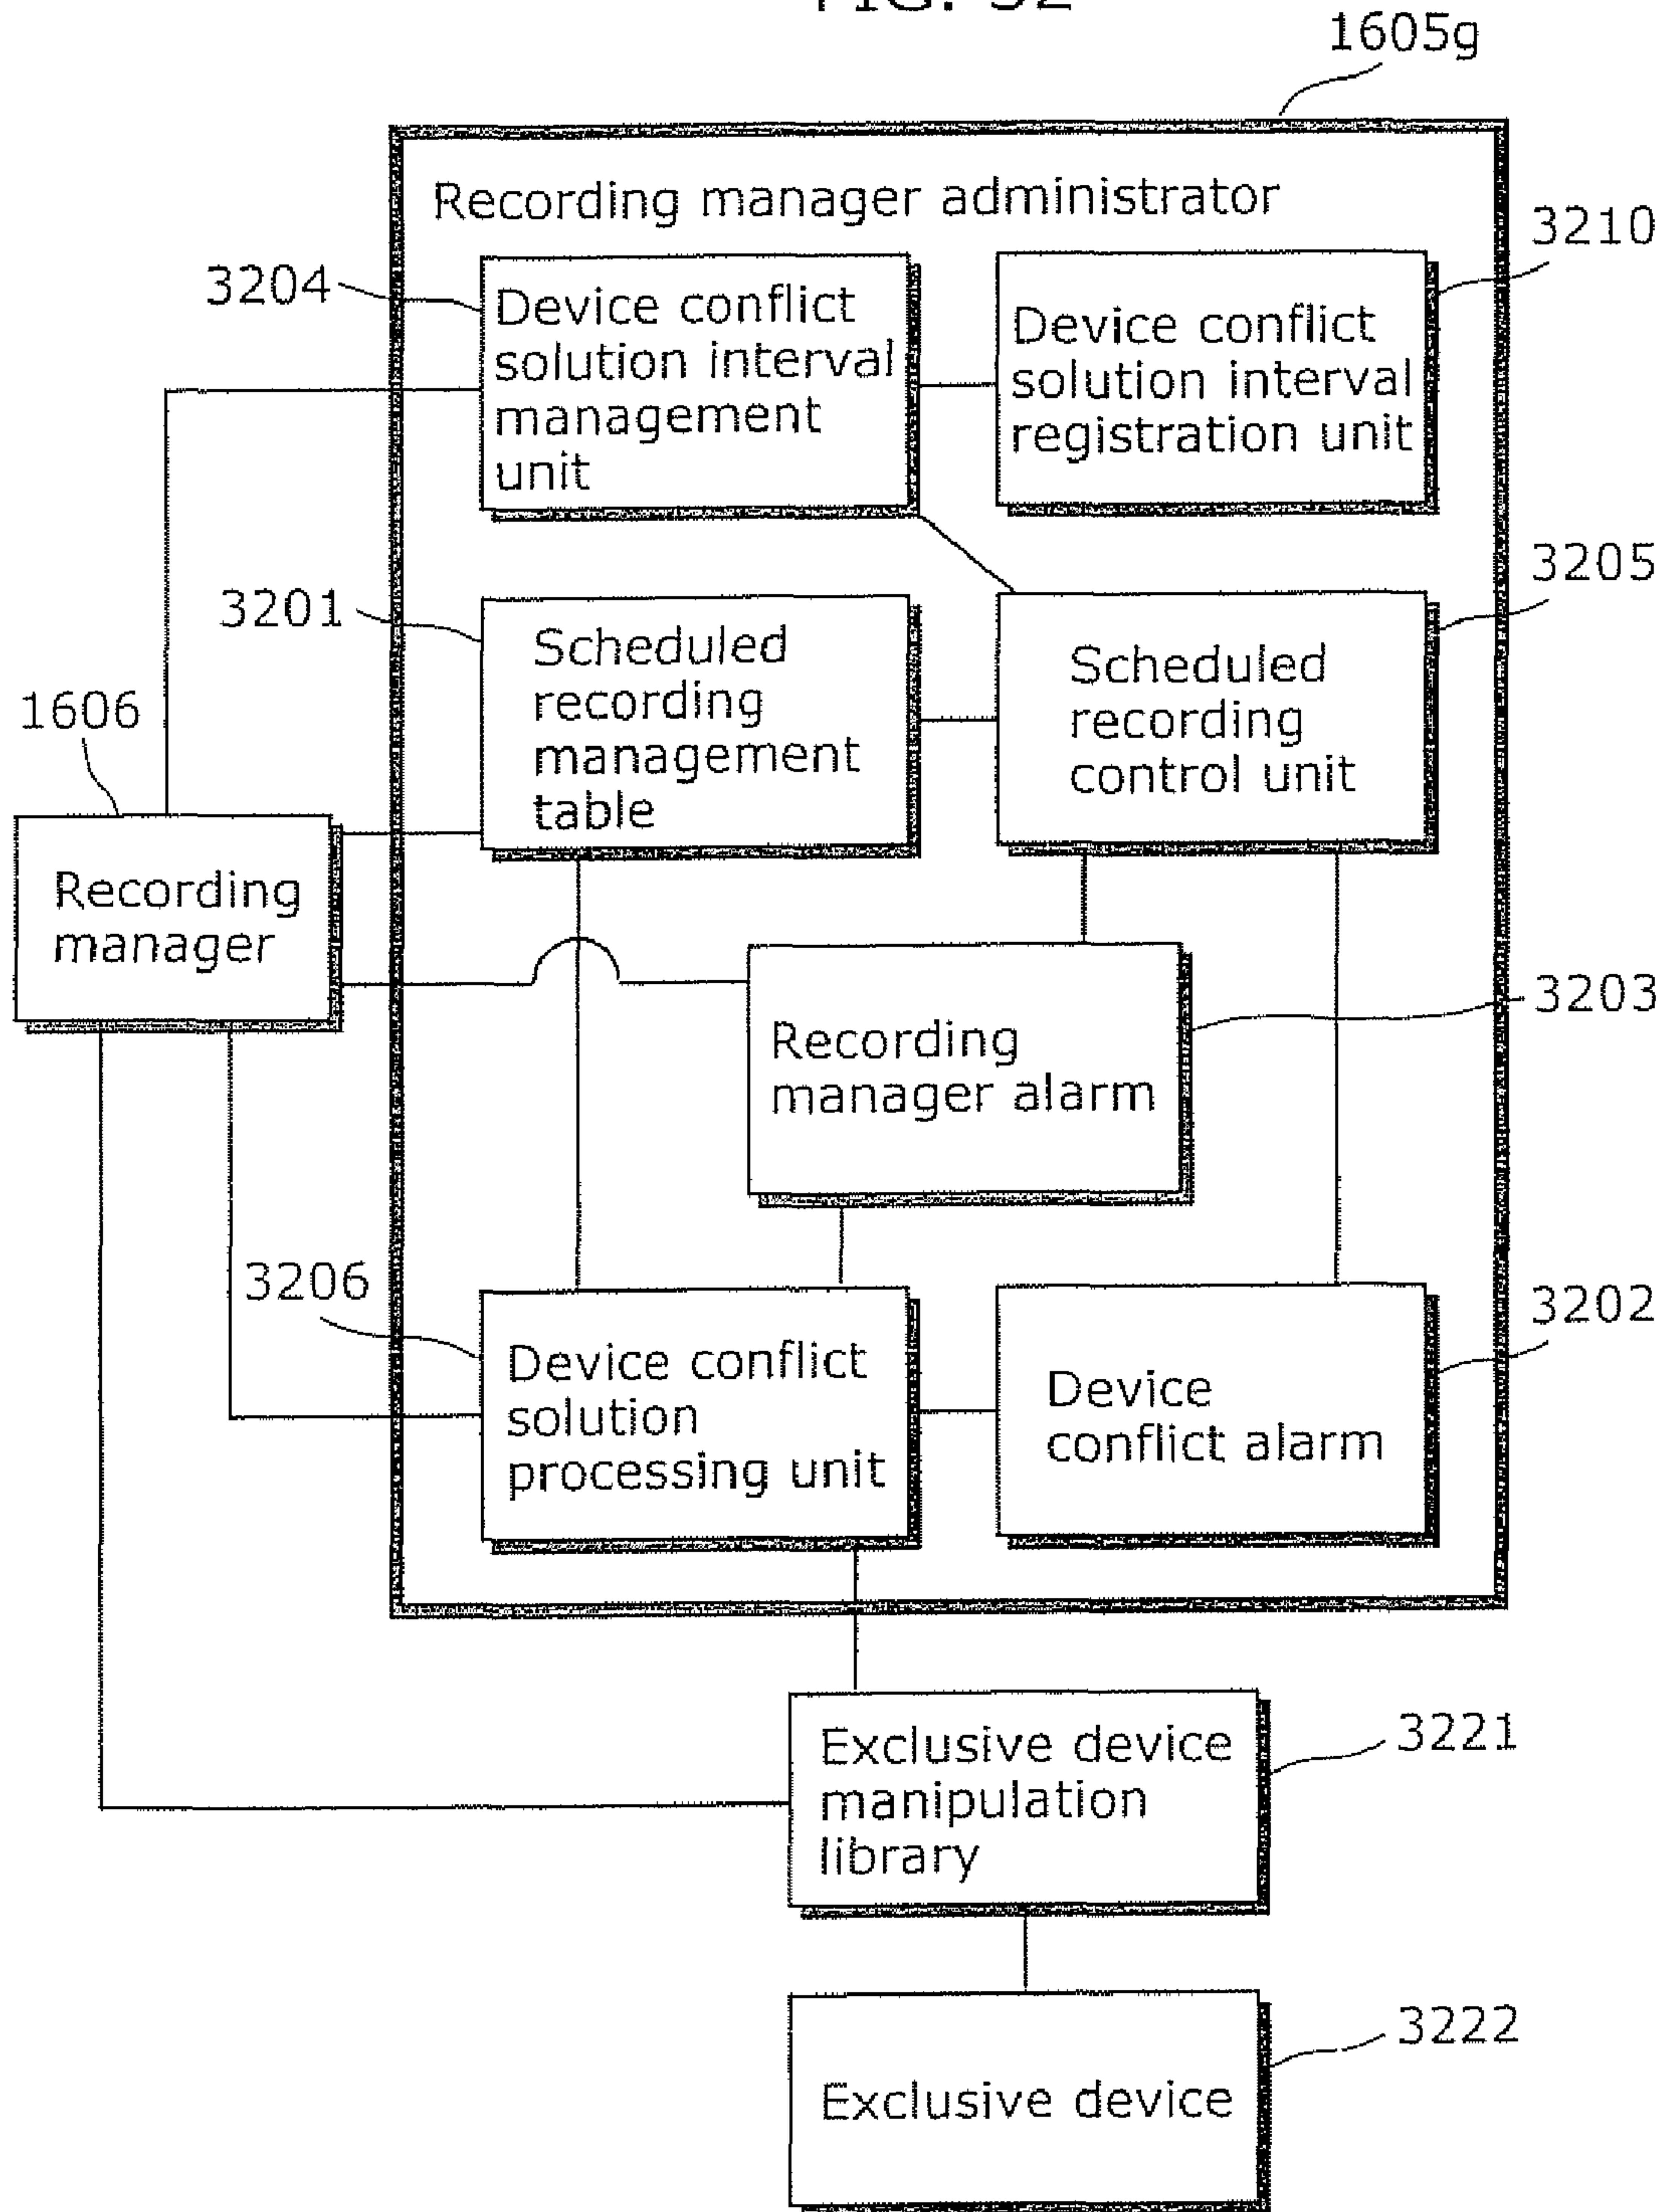 FIG. 32
1605g
Recording manager administrator
3210
3204
Device conflict
solution interval
management
unit
Device conflict
solution interval
registration unit
3205
3201
Scheduled
recording
management
table
Scheduled
recording
control unit
1606
Recording
manager
3203
Recording
manager alarm
3206
Device conflict
solution
processing unit
3202
Device
conflict alarm
Exclusive device
manipulation
library
3221
3222
Exclusive device